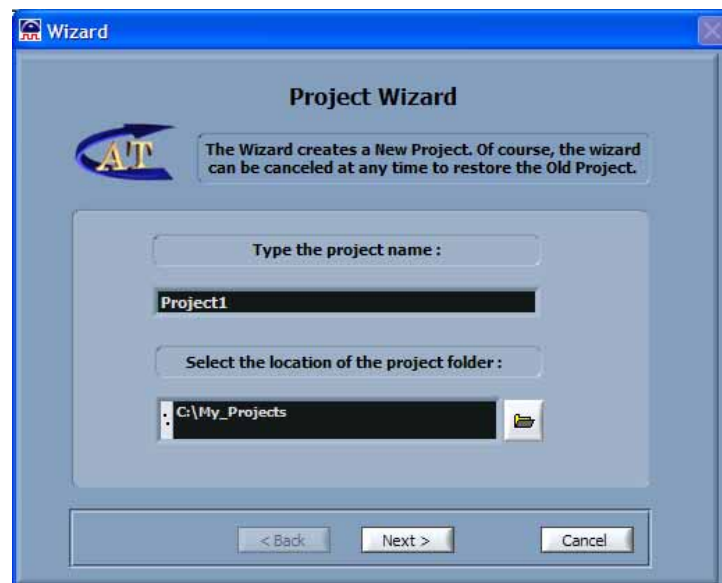 Wizard
Project Wizard
AT
The Wizard creates a New Project. Of course, the wizard
can be canceled at any time to restore the Old Project.
Type the project name :
Project1
Select the location of the project folder :
C:\My_Projects
< Back
Next >
Cancel